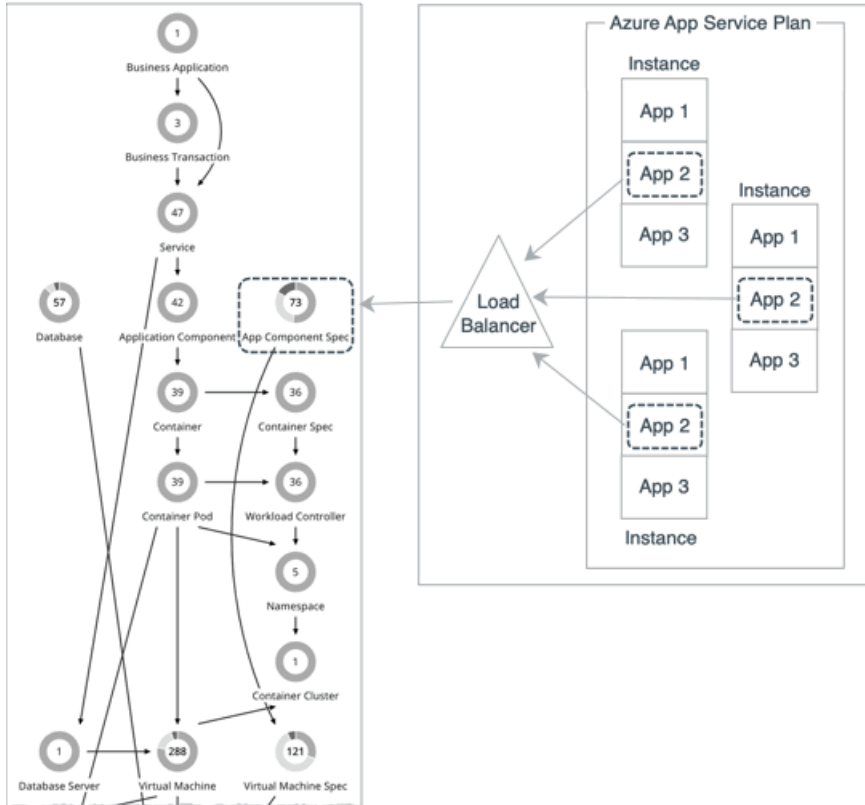 1
Business Application
3
Business Transaction
47
Service
57
Database
42
Application Component
73
App Component Spec
39
Container
36
Container Spec
39
Container Pod
36
Workload Controller
5
Namespace
1
Container Cluster
1
Database Server
288
Virtual Machine
121
Virtual Machine Spec
Load
Balancer
Azure App Service Plan
Instance
App 1
App 2
App 3
Instance
App 1
App 2
App 3
App 1
App 2
App 3
Instance